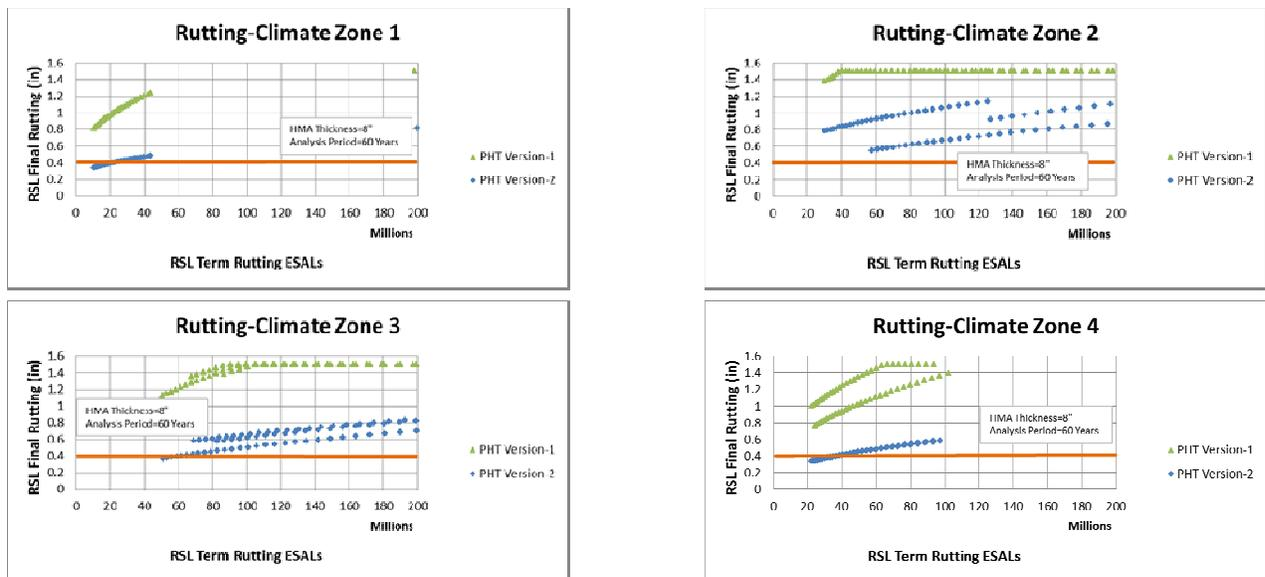 Rutting-Climate Zone 1
RSL Final Rutting (in)
1.6
1.4
1.2
1
0.8
0.6
0.4
0.2
0
HMA Thickness=8"
Analysis Period=60 Years
PHT Version-1
PHT Version-2
0 20 40 60 80 100 120 140 160 180 200
Millions
RSL Term Rutting ESALs
Rutting-Climate Zone 2
RSL Final Rutting (in)
1.6
1.4
1.2
1
0.8
0.6
0.4
0.2
0
HMA Thickness=8"
Analysis Period=60 Years
PHT Version-1
PHT Version-2
0 20 40 60 80 100 120 140 160 180 200
Millions
RSL Term Rutting ESALs
Rutting-Climate Zone 3
RSL Final Rutting (in)
1.6
1.4
1.2
1
0.8
0.6
0.4
0.2
0
HMA Thickness=8"
Analysis Period=60 Years
PHT Version-1
PHT Version-2
0 20 40 60 80 100 120 140 160 180 200
Millions
RSL Term Rutting ESALs
Rutting-Climate Zone 4
RSL Final Rutting (in)
1.6
1.4
1.2
1
0.8
0.6
0.4
0.2
0
HMA Thickness=8"
Analysis Period=60 Years
PHT Version-1
PHT Version-2
0 20 40 60 80 100 120 140 160 180 200
Millions
RSL Term Rutting ESALs